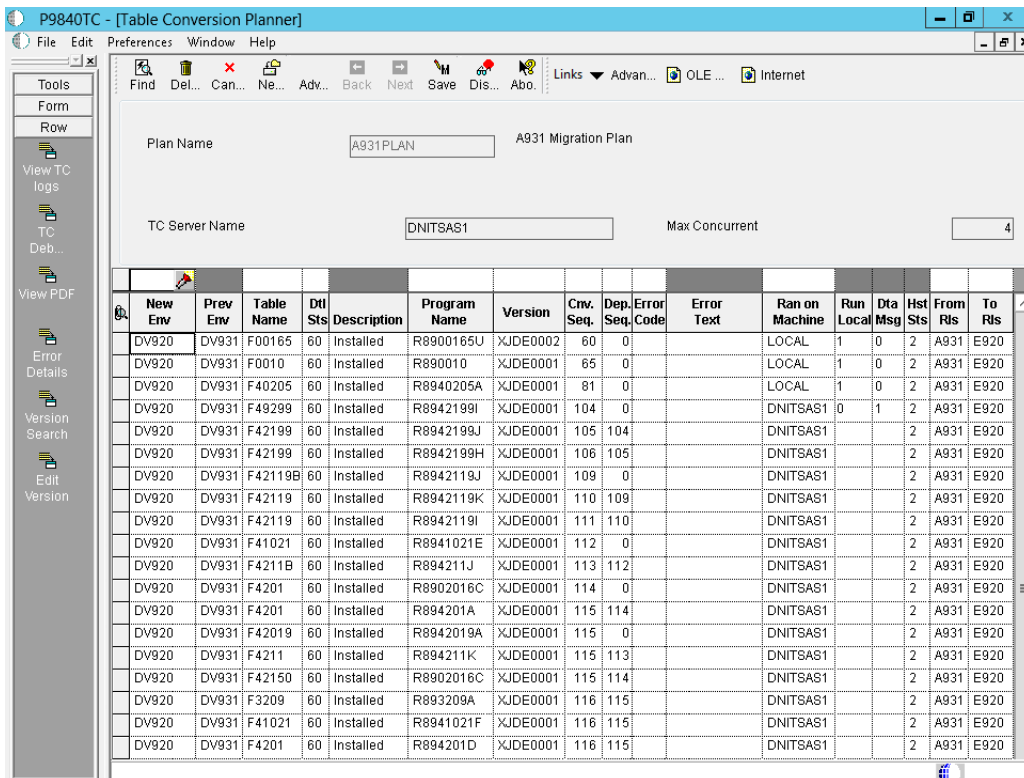 P9840TC - [Table Conversion Planner]
File Edit Preferences Window Help
Find Del... Can... Ne... Adv... Back Next Save Dis... Abo. Links Advan... OLE ... Internet
Tools
Form
Row
View TC logs
TC Deb...
View PDF
Error Details
Version Search
Edit Version
Plan Name A931PLAN A931 Migration Plan
TC Server Name DNITSAS1 Max Concurrent 4
New Env Prev Env Table Name Dtl Sts Description Program Name Version Cnv. Seq. Dep. Seq. Error Code Error Text Ran on Machine Run Local Dta Msg Hst Sts From Rls To Rls
DV920 DV931 F00165 60 Installed R8900165U XJDE0002 60 0 LOCAL 1 0 2 A931 E920
DV920 DV931 F0010 60 Installed R890010 XJDE0001 65 0 LOCAL 1 0 2 A931 E920
DV920 DV931 F40205 60 Installed R8940205A XJDE0001 81 0 LOCAL 1 0 2 A931 E920
DV920 DV931 F49299 60 Installed R8942199I XJDE0001 104 0 DNITSAS1 0 1 2 A931 E920
DV920 DV931 F42199 60 Installed R8942199J XJDE0001 105 104 DNITSAS1 2 A931 E920
DV920 DV931 F42199 60 Installed R8942199H XJDE0001 106 105 DNITSAS1 2 A931 E920
DV920 DV931 F42119B 60 Installed R8942119J XJDE0001 109 0 DNITSAS1 2 A931 E920
DV920 DV931 F42119 60 Installed R8942119K XJDE0001 110 109 DNITSAS1 2 A931 E920
DV920 DV931 F42119 60 Installed R8942119I XJDE0001 111 110 DNITSAS1 2 A931 E920
DV920 DV931 F41021 60 Installed R8941021E XJDE0001 112 0 DNITSAS1 2 A931 E920
DV920 DV931 F4211B 60 Installed R894211J XJDE0001 113 112 DNITSAS1 2 A931 E920
DV920 DV931 F4201 60 Installed R8902016C XJDE0001 114 0 DNITSAS1 2 A931 E920
DV920 DV931 F4201 60 Installed R894201A XJDE0001 115 114 DNITSAS1 2 A931 E920
DV920 DV931 F42019 60 Installed R8942019A XJDE0001 115 0 DNITSAS1 2 A931 E920
DV920 DV931 F4211 60 Installed R894211K XJDE0001 115 113 DNITSAS1 2 A931 E920
DV920 DV931 F42150 60 Installed R8902016C XJDE0001 115 114 DNITSAS1 2 A931 E920
DV920 DV931 F3209 60 Installed R893209A XJDE0001 116 115 DNITSAS1 2 A931 E920
DV920 DV931 F41021 60 Installed R8941021F XJDE0001 116 115 DNITSAS1 2 A931 E920
DV920 DV931 F4201 60 Installed R894201D XJDE0001 116 115 DNITSAS1 2 A931 E920